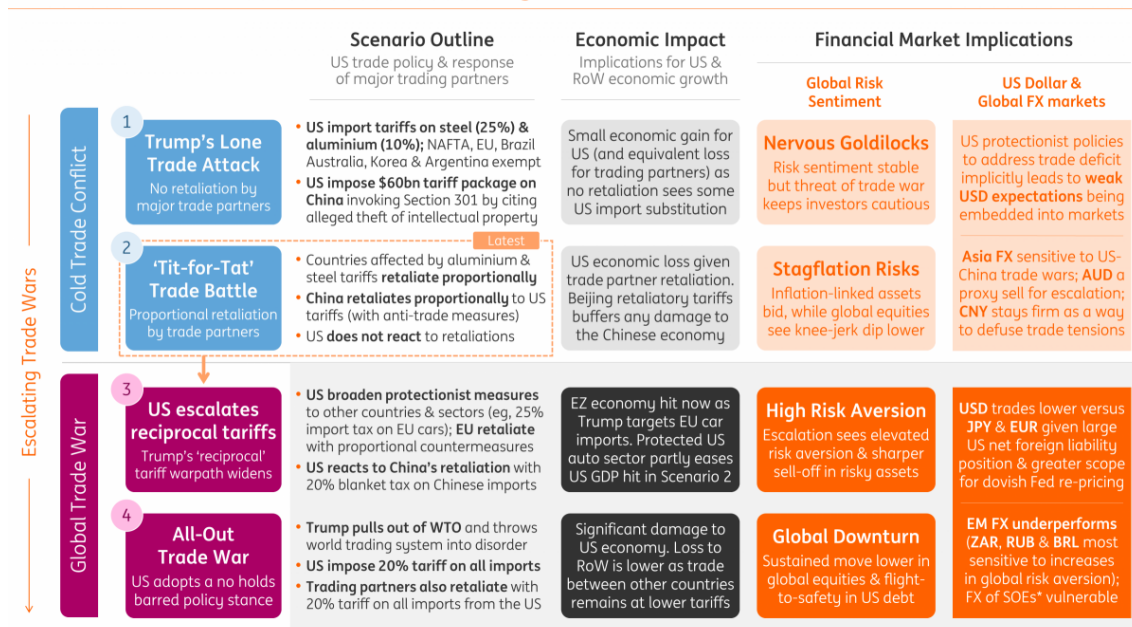 Scenario Outline
US trade policy & response
of major trading partners
Economic Impact
Implications for US &
RoW economic growth
Financial Market Implications
Global Risk
Sentiment
US Dollar &
Global FX markets
Escalating Trade Wars
Cold Trade Conflict
1
Trump's Lone
Trade Attack
No retaliation by
major trade partners
• US import tariffs on steel (25%) &
aluminium (10%); NAFTA, EU, Brazil
Australia, Korea & Argentina exempt
• US impose $60bn tariff package on
China invoking Section 301 by citing
alleged theft of intellectual property
Small economic gain for
US (and equivalent loss
for trading partners) as
no retaliation sees some
US import substitution
Nervous Goldilocks
Risk sentiment stable
but threat of trade war
keeps investors cautious
US protectionist policies
to address trade deficit
implicitly leads to weak
USD expectations being
embedded into markets
Latest
2
'Tit-for-Tat'
Trade Battle
Proportional retaliation
by trade partners
• Countries affected by aluminium &
steel tariffs retaliate proportionally
• China retaliates proportionally to US
tariffs (with anti-trade measures)
• US does not react to retaliations
US economic loss given
trade partner retaliation.
Beijing retaliatory tariffs
buffers any damage to
the Chinese economy
Stagflation Risks
Inflation-linked assets
bid, while global equities
see knee-jerk dip lower
Asia FX sensitive to US-
China trade wars; AUD a
proxy sell for escalation;
CNY stays firm as a way
to defuse trade tensions
Global Trade War
3
US escalates
reciprocal tariffs
Trump's 'reciprocal'
tariff warpath widens
• US broaden protectionist measures
to other countries & sectors (eg, 25%
import tax on EU cars); EU retaliate
with proportional countermeasures
• US reacts to China's retaliation with
20% blanket tax on Chinese imports
EZ economy hit now as
Trump targets EU car
imports. Protected US
auto sector partly eases
US GDP hit in Scenario 2
High Risk Aversion
Escalation sees elevated
risk aversion & sharper
sell-off in risky assets
USD trades lower versus
JPY & EUR given large
US net foreign liability
position & greater scope
for dovish Fed re-pricing
4
All-Out
Trade War
US adopts a no holds
barred policy stance
• Trump pulls out of WTO and throws
world trading system into disorder
• US impose 20% tariff on all imports
• Trading partners also retaliate with
20% tariff on all imports from the US
Significant damage to
US economy. Loss to
RoW is lower as trade
between other countries
remains at lower tariffs
Global Downturn
Sustained move lower in
global equities & flight-
to-safety in US debt
EM FX underperforms
(ZAR, RUB & BRL most
sensitive to increases
in global risk aversion);
FX of SOEs* vulnerable